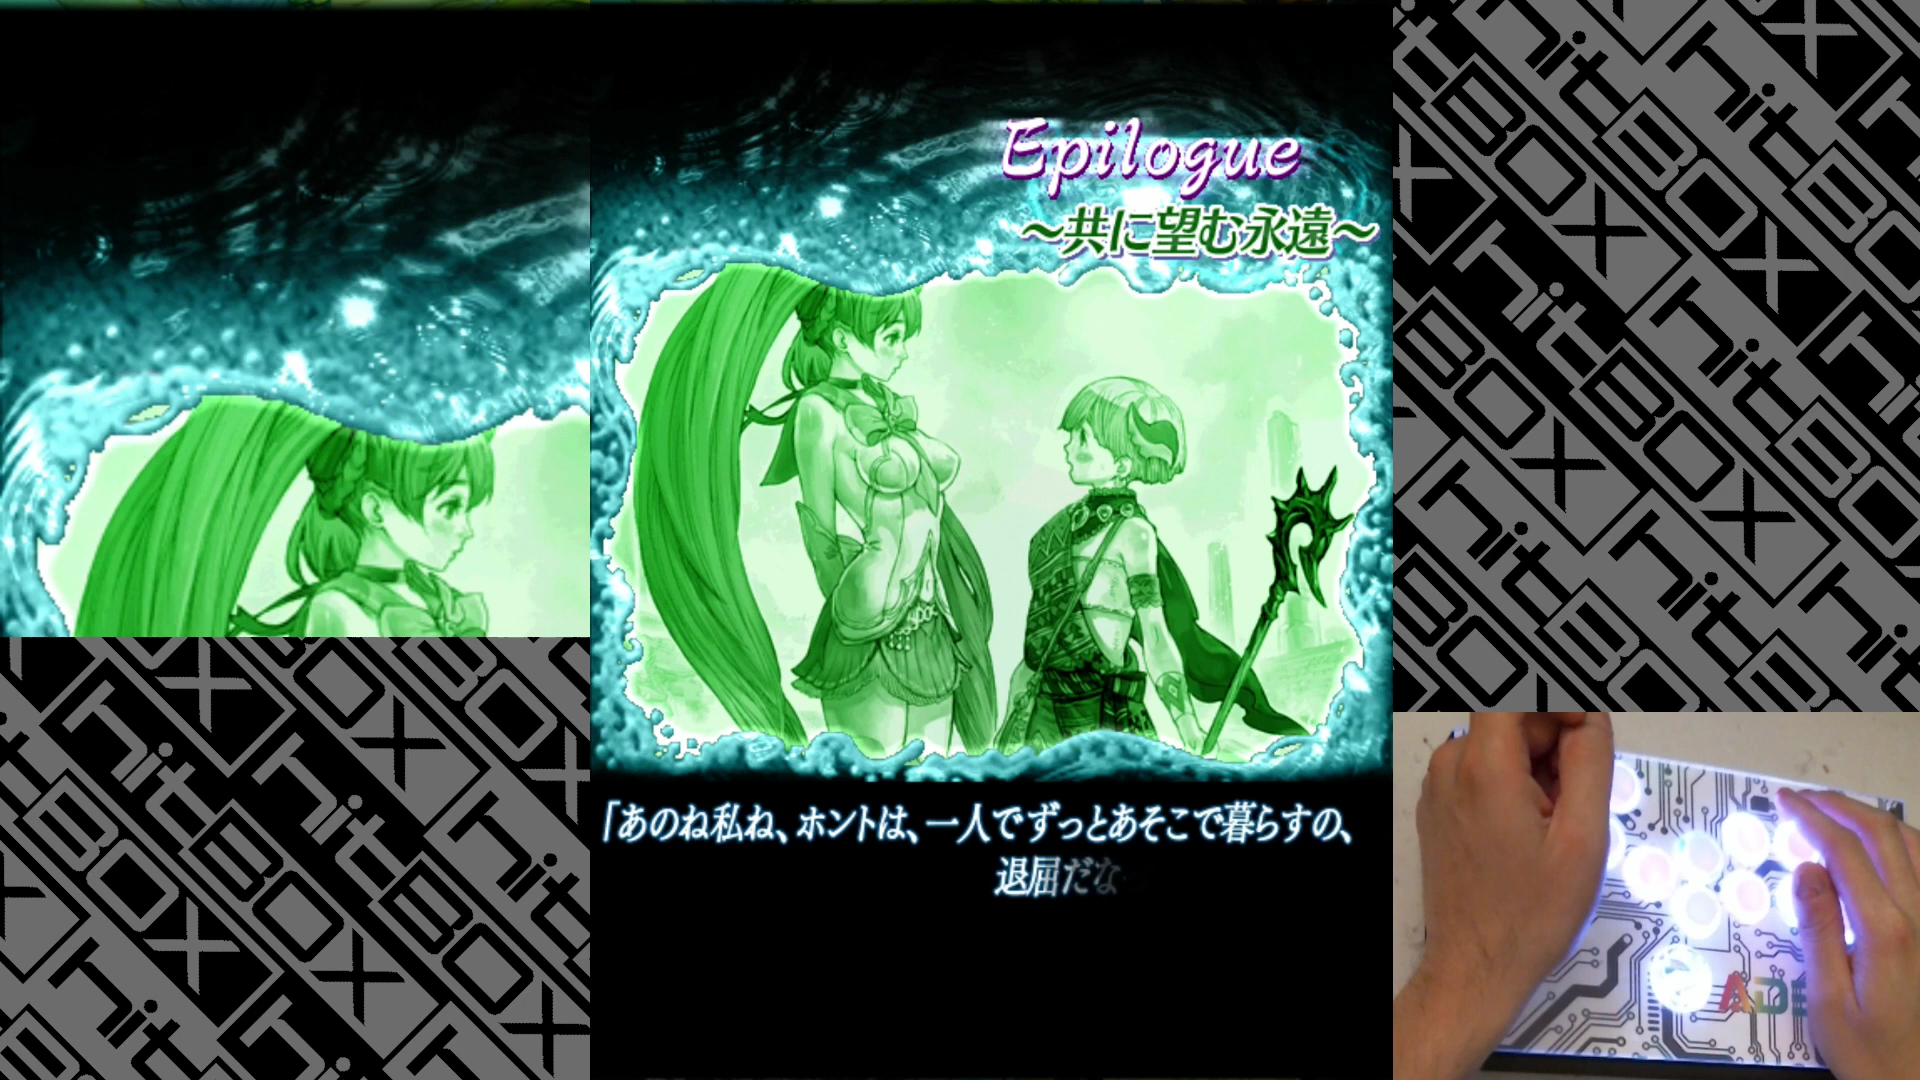 Epilogue
～共に望む永遠～
「あのね私ね、ホントは、一人でずっとあそこで暮らすの、
退屈だな
hitBOX